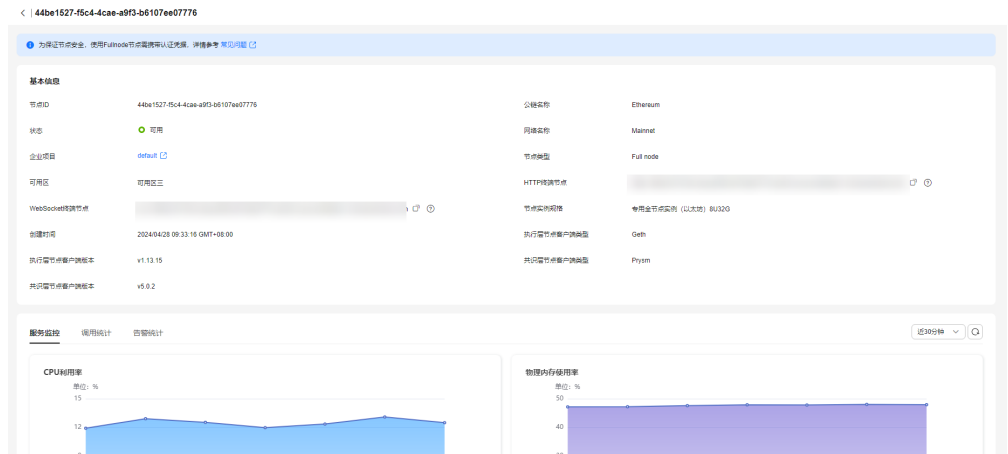 44be1527-f5c4-4cae-a9f3-b6107ee07776
为保证节点安全，使用Fullnode节点需携带认证凭据，详情参考 常见问题
基本信息
节点ID 44be1527-f5c4-4cae-a9f3-b6107ee07776 公链名称 Ethereum
状态 可用 网络名称 Mainnet
企业项目 default 节点类型 Full node
可用区 可用区三 HTTP终端节点
WebSocket终端节点 节点实例规格 专用全节点实例（以太坊）8U32G
创建时间 2024/04/28 09:33:16 GMT+08:00 执行层节点客户端类型 Geth
执行层节点客户端版本 v1.13.15 共识层节点客户端类型 Prysm
共识层节点客户端版本 v5.0.2
服务监控 调用统计 告警统计 近30分钟
CPU利用率 物理内存使用率
单位：% 单位：%
15 50
12 40